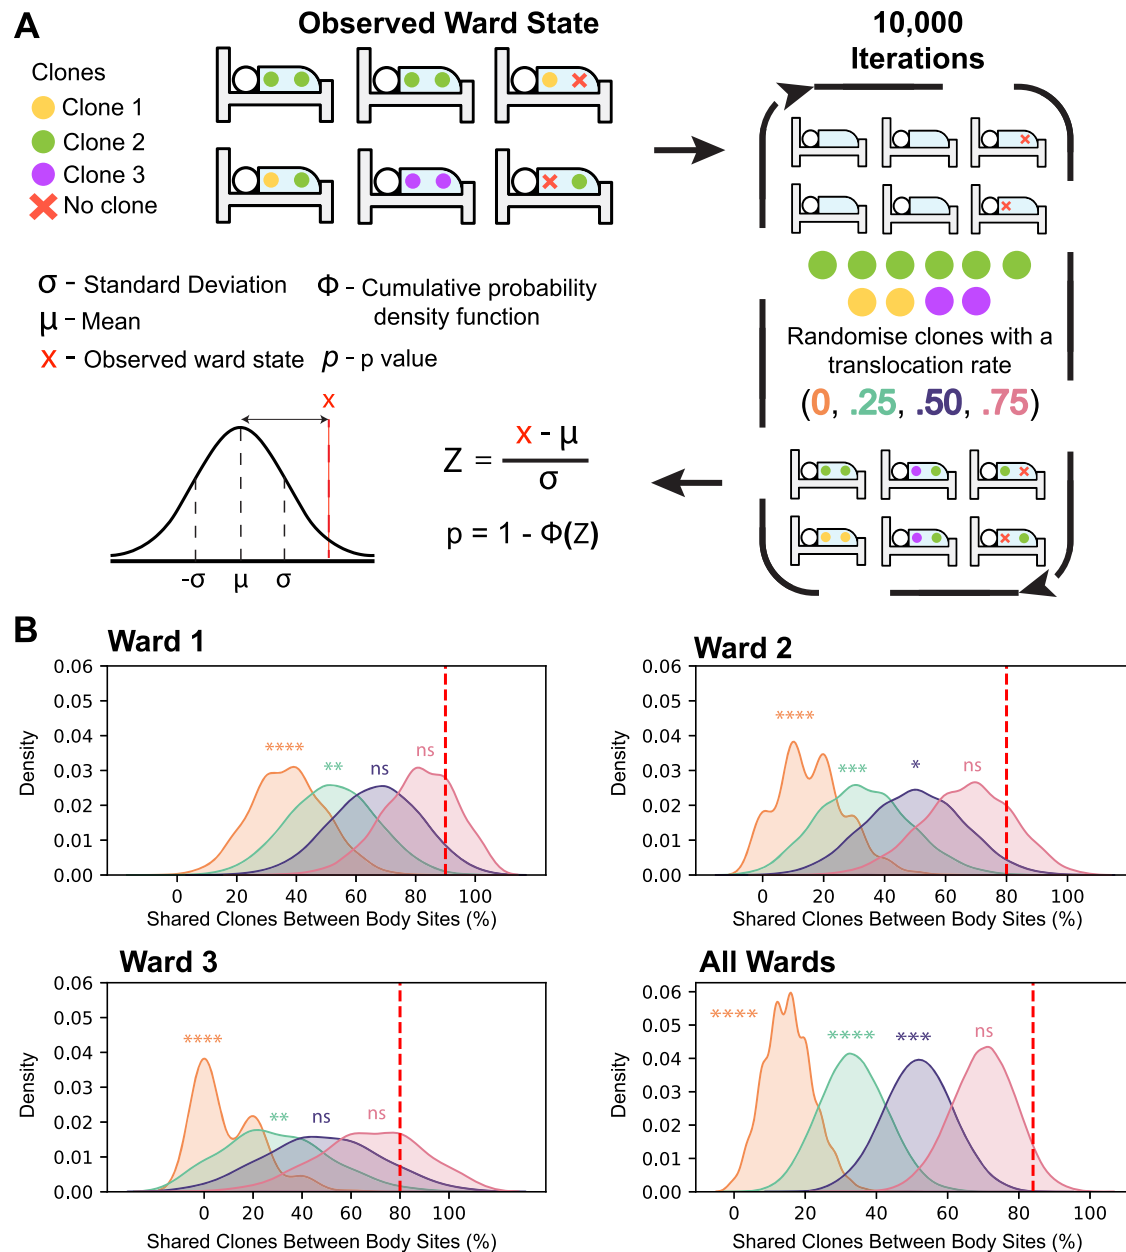 A
Observed Ward State
10,000
Iterations
Clones
Clone 1
Clone 2
Clone 3
No clone
σ - Standard Deviation
Φ - Cumulative probability
density function
μ - Mean
x - Observed ward state
p - p value
Randomise clones with a
translocation rate
(0, .25, .50, .75)
x
Z = x - μ
σ
p = 1 - Φ(Z)
-σ μ σ
B
Ward 1
0.06
0.05
0.04
0.03
0.02
0.01
0.00
Density
**** ** ns ns
0 20 40 60 80 100
Shared Clones Between Body Sites (%)
Ward 2
0.06
0.05
0.04
0.03
0.02
0.01
0.00
Density
**** *** * ns
0 20 40 60 80 100
Shared Clones Between Body Sites (%)
Ward 3
0.06
0.05
0.04
0.03
0.02
0.01
0.00
Density
**** ** ns ns
0 20 40 60 80 100
Shared Clones Between Body Sites (%)
All Wards
0.06
0.05
0.04
0.03
0.02
0.01
0.00
Density
**** **** *** ns
0 20 40 60 80 100
Shared Clones Between Body Sites (%)